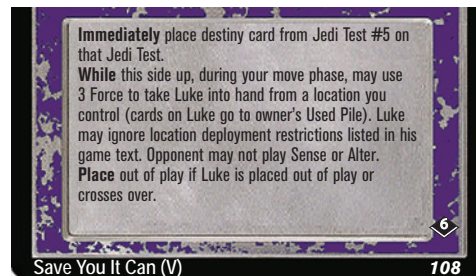 Immediately place destiny card from Jedi Test #5 on
that Jedi Test.
While this side up, during your move phase, may use
3 Force to take Luke into hand from a location you
control (cards on Luke go to owner's Used Pile). Luke
may ignore location deployment restrictions listed in his
game text. Opponent may not play Sense or Alter.
Place out of play if Luke is placed out of play or
crosses over.
6
Save You It Can (V) 108